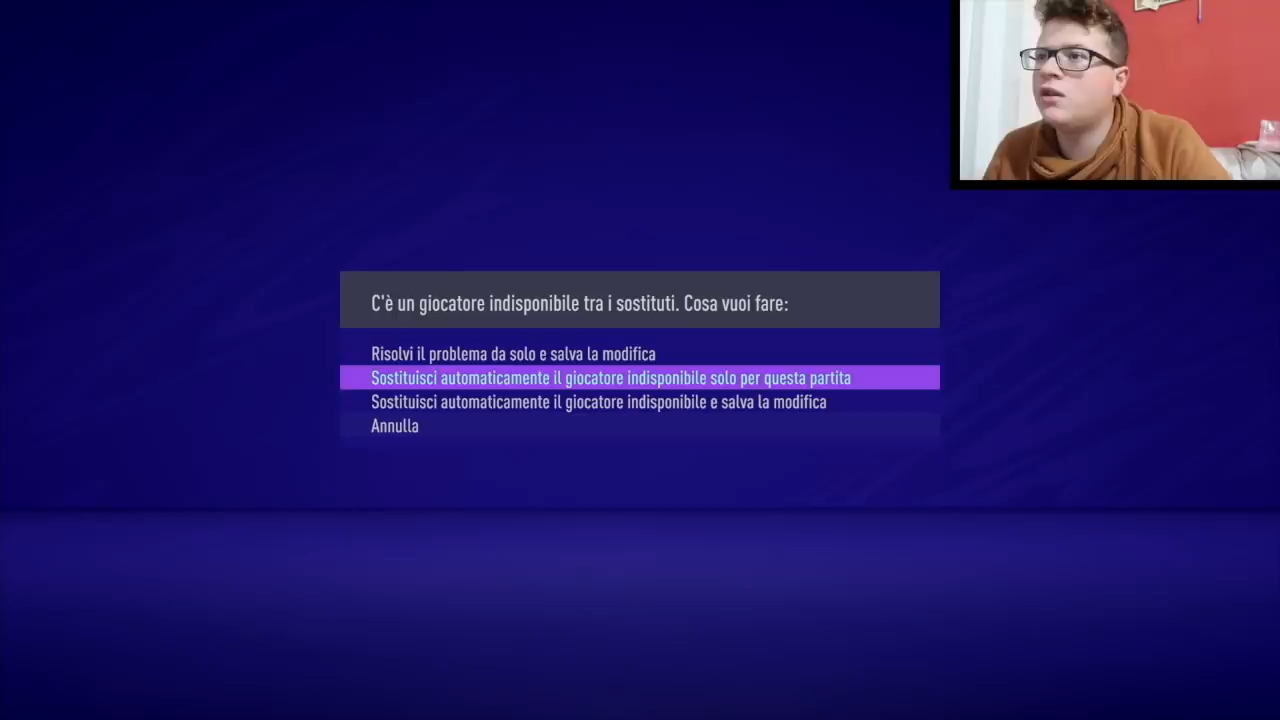 C'è un giocatore indisponibile tra i sostituti. Cosa vuoi fare:
Risolvi il problema da solo e salva la modifica
Sostituisci automaticamente il giocatore indisponibile solo per questa partita
Sostituisci automaticamente il giocatore indisponibile e salva la modifica
Annulla